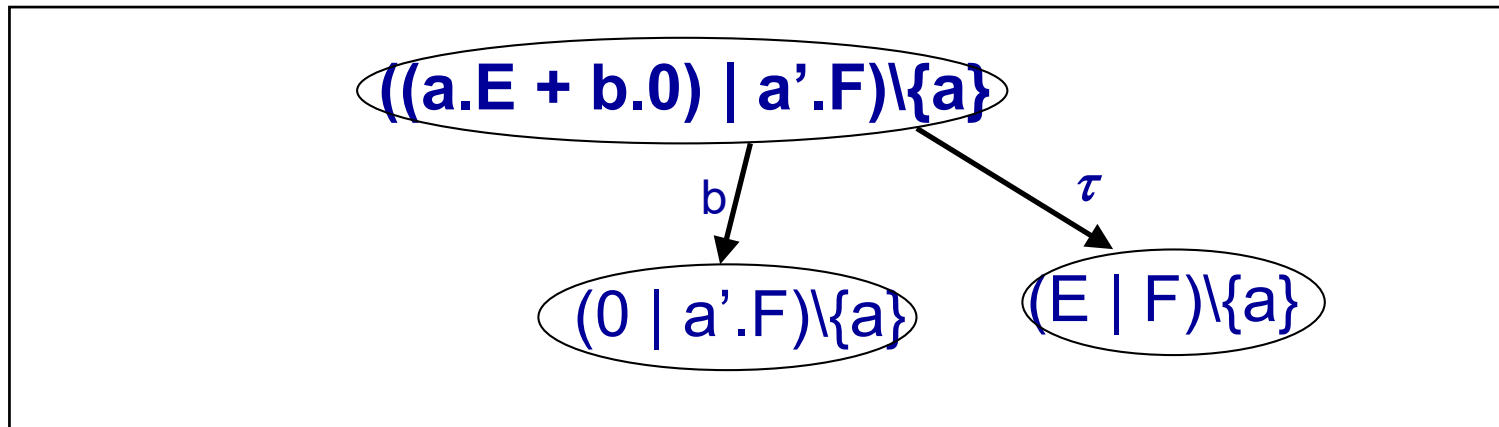 ((a.E + b.0) | a’.F)\{a}
b
τ
(0 | a’.F)\{a}
(E | F)\{a}